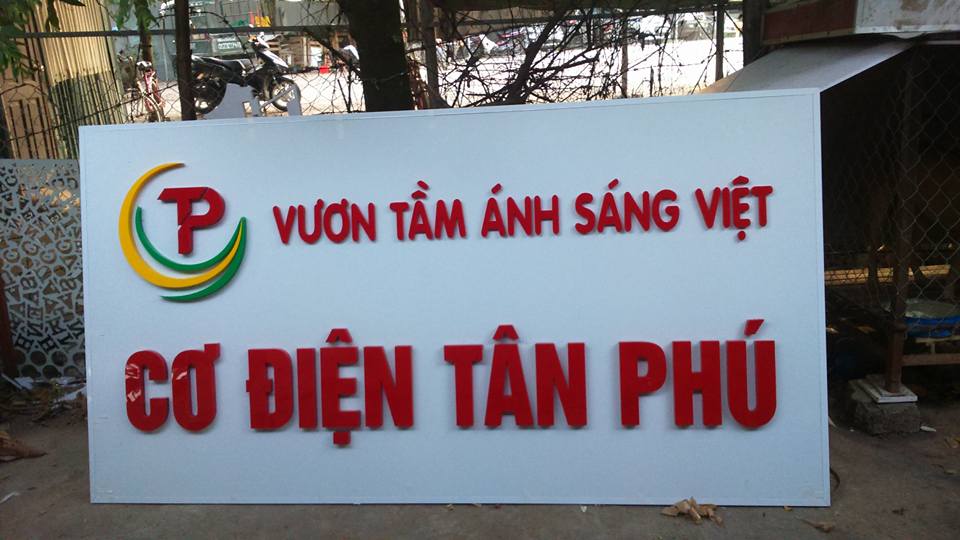 TP
VƯƠN TẦM ÁNH SÁNG VIỆT
CƠ ĐIỆN TÂN PHÚ